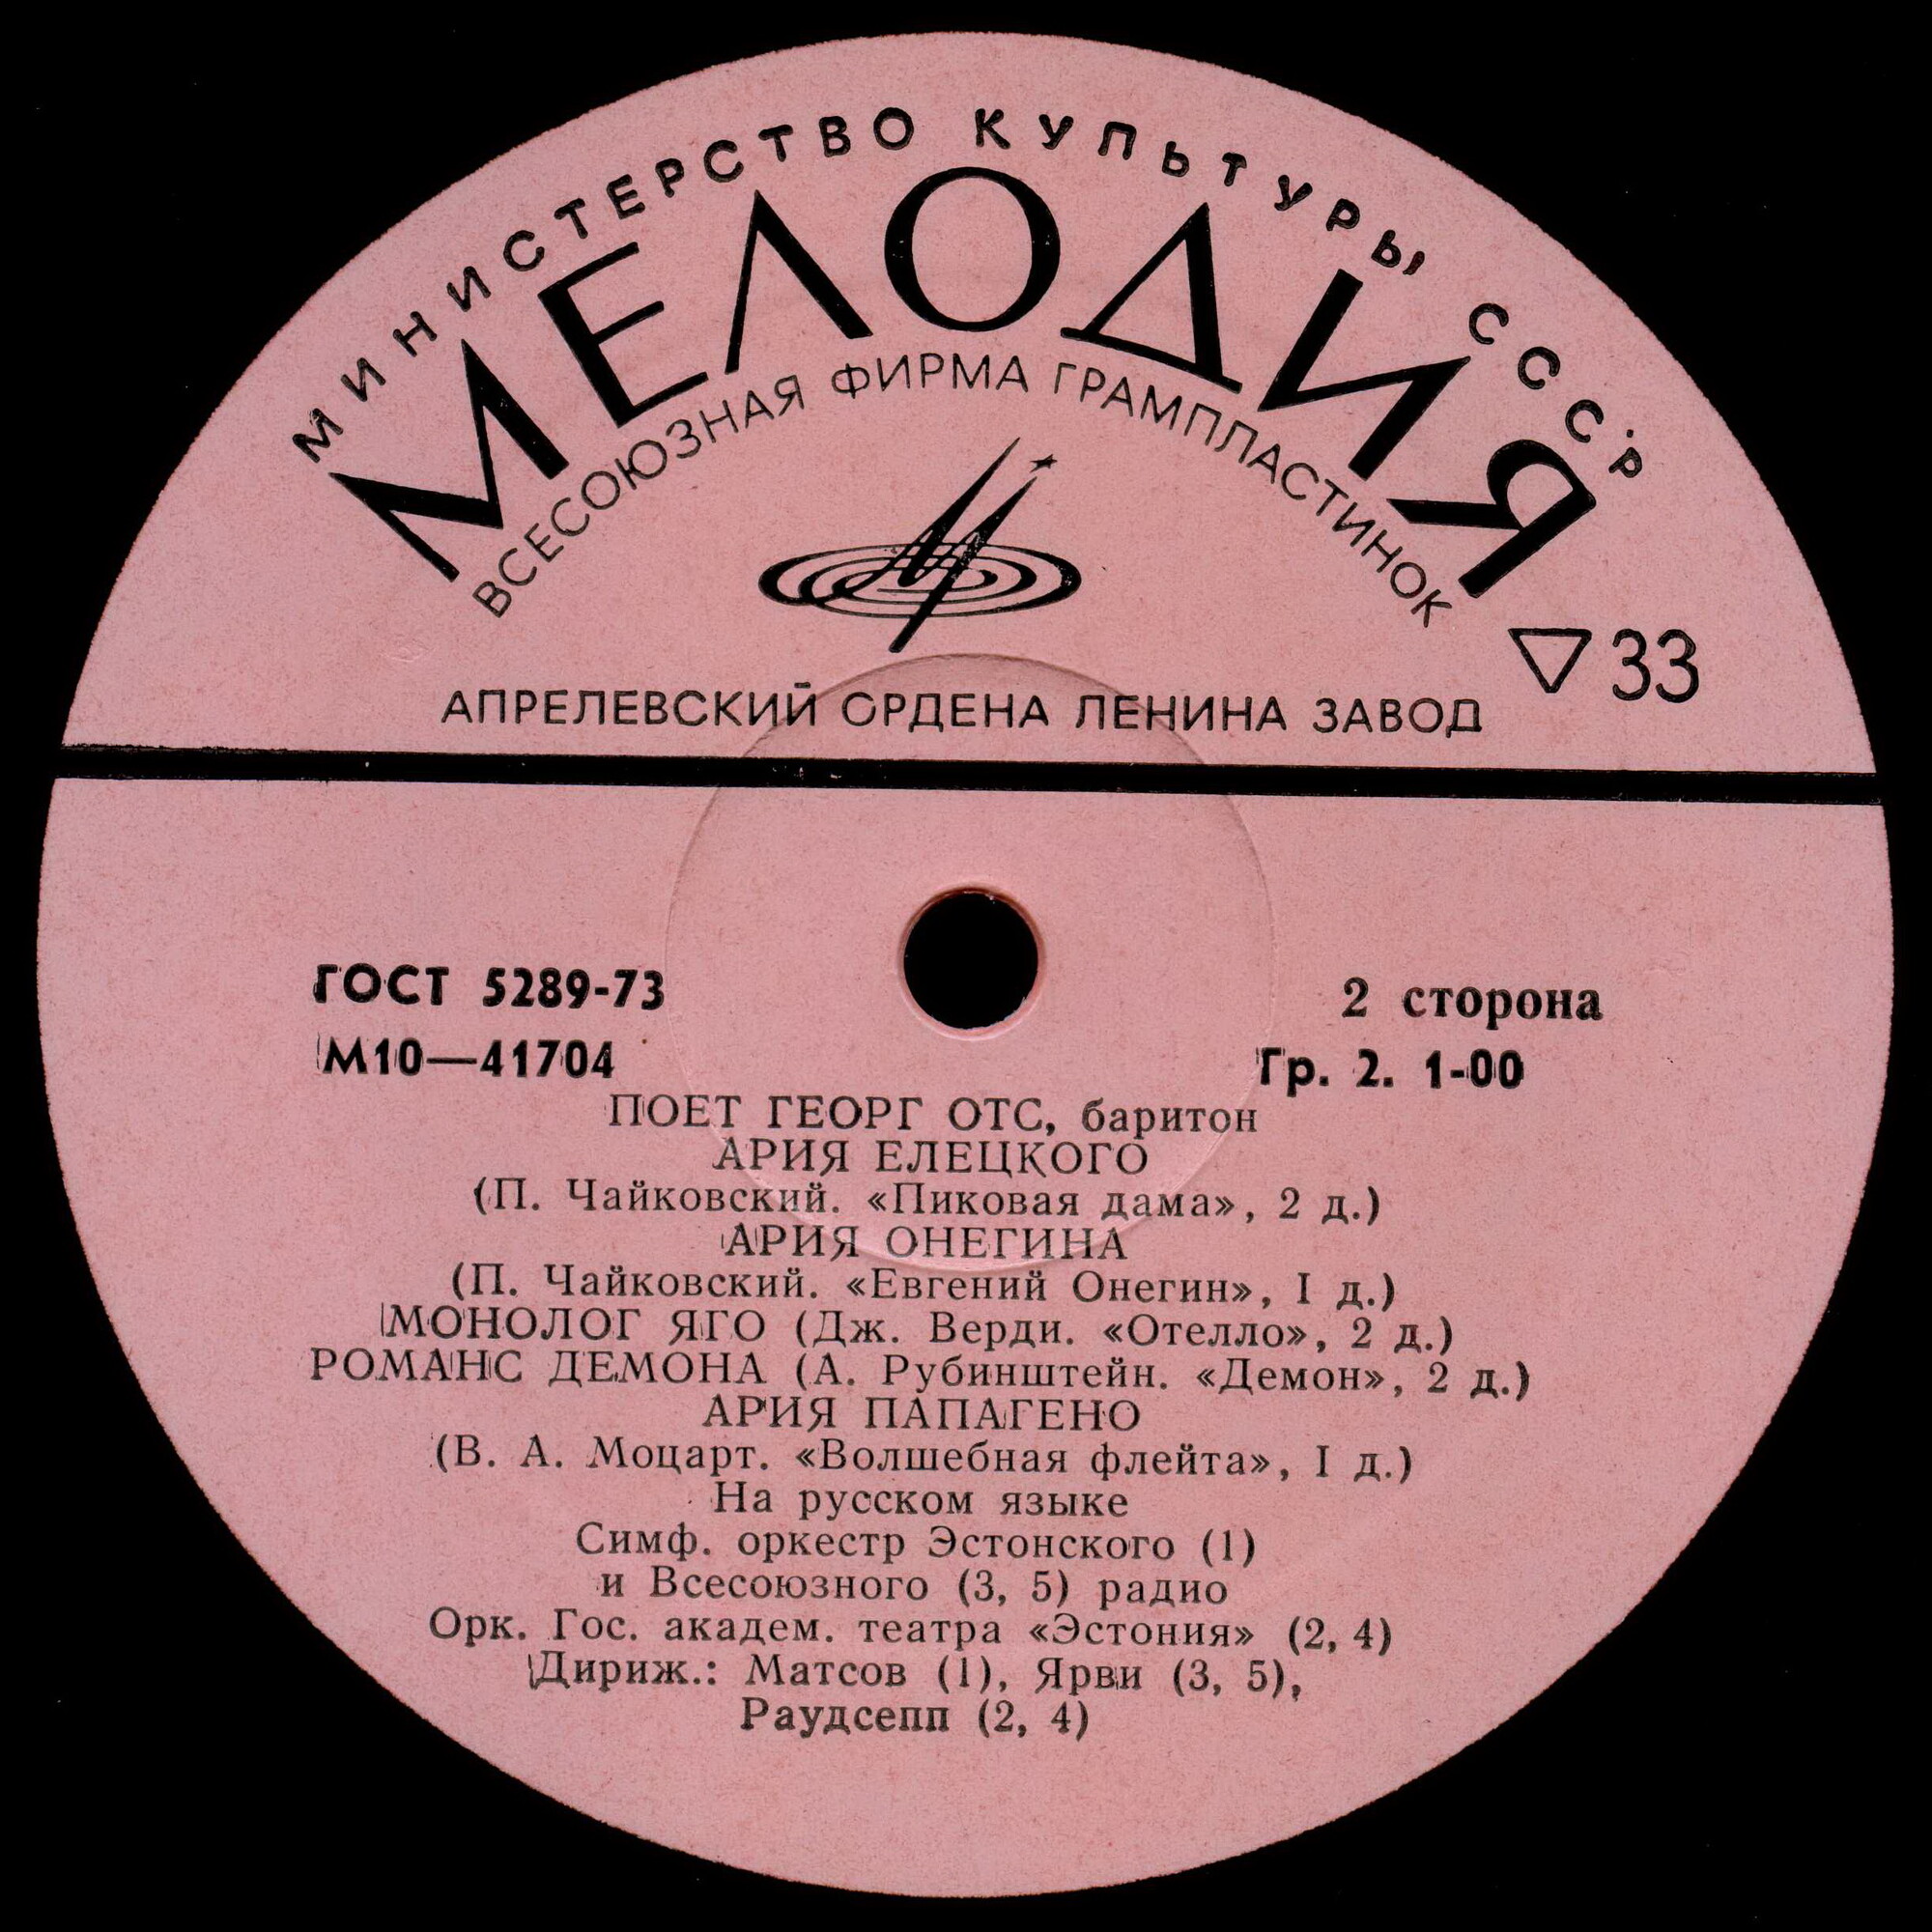 МИНИСТЕРСТВО КУЛЬТУРЫ СССР
МЕЛОДИЯ
ВСЕСОЮЗНАЯ ФИРМА ГРАМПЛАСТИНОК
33
АПРЕЛЕВСКИЙ ОРДЕНА ЛЕНИНА ЗАВОД
ГОСТ 5289-73
2 сторона
М10—41704
Гр. 2. 1-00
ПОЕТ ГЕОРГ ОТС, баритон
АРИЯ ЕЛЕЦКОГО
(П. Чайковский. «Пиковая дама», 2 д.)
АРИЯ ОНЕГИНА
(П. Чайковский. «Евгений Онегин», I д.)
МОНОЛОГ ЯГО (Дж. Верди. «Отелло», 2 д.)
РОМАНС ДЕМОНА (А. Рубинштейн. «Демон», 2 д.)
АРИЯ ПАПАГЕНО
(В. А. Моцарт. «Волшебная флейта», I д.)
На русском языке
Симф. оркестр Эстонского (1)
и Всесоюзного (3, 5) радио
Орк. Гос. академ. театра «Эстония» (2, 4)
Дириж.: Матсов (1), Ярви (3, 5),
Раудсепп (2, 4)